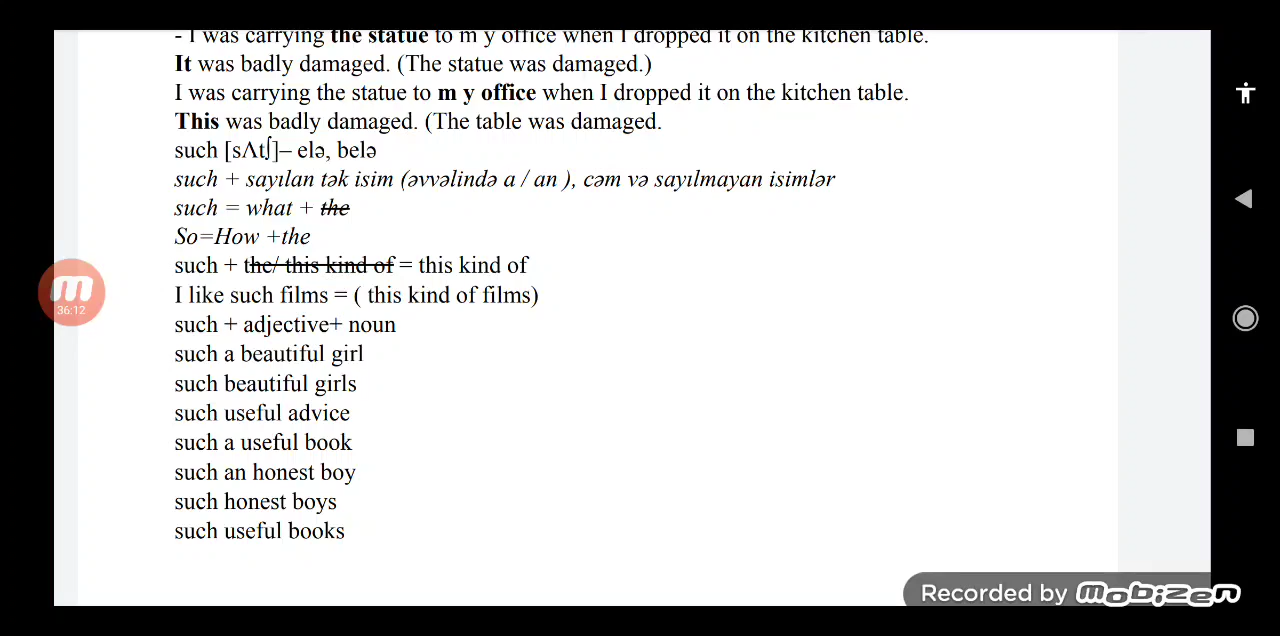 - I was carrying the statue to m y office when I dropped it on the kitchen table.
It was badly damaged. (The statue was damaged.)
I was carrying the statue to m y office when I dropped it on the kitchen table.
This was badly damaged. (The table was damaged.
such [sΛtʃ]– elə, belə
such + sayılan tək isim (əvvəlində a / an ), cəm və sayılmayan isimlər
such = what + the
So=How +the
such + the/ this kind of = this kind of
I like such films = ( this kind of films)
such + adjective+ noun
such a beautiful girl
such beautiful girls
such useful advice
such a useful book
such an honest boy
such honest boys
such useful books
36:12
Recorded by mobizen